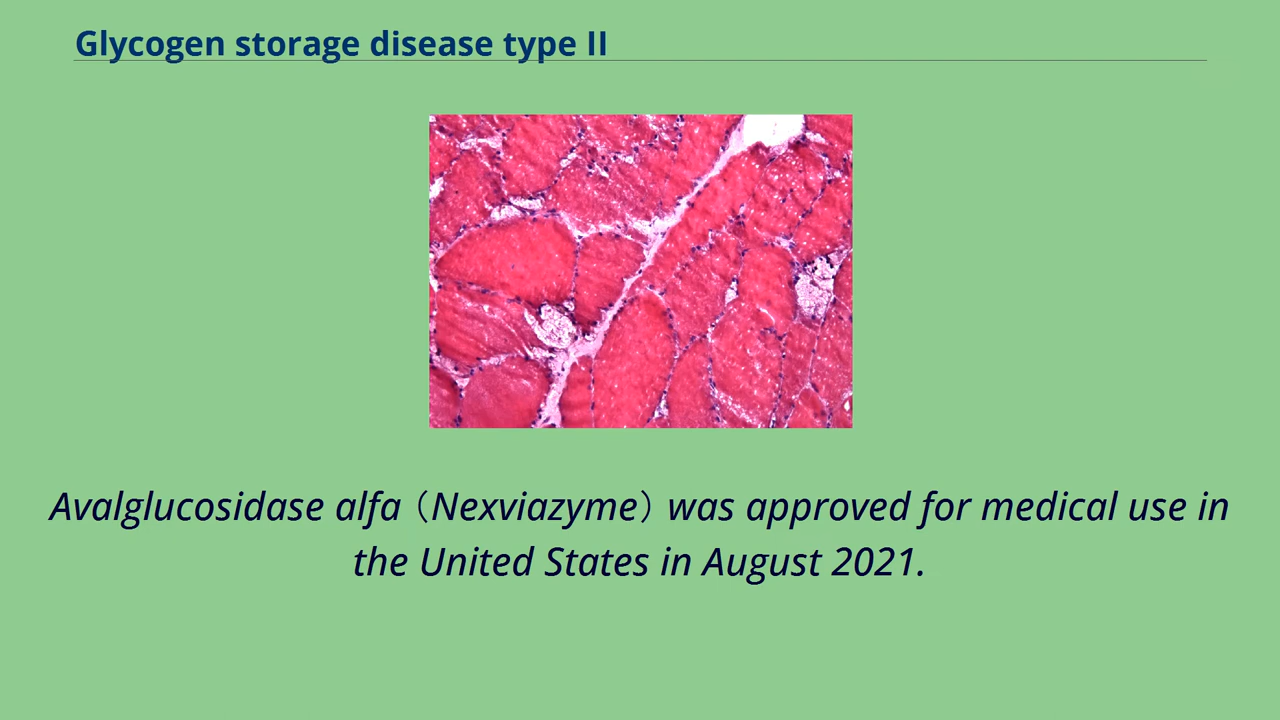 Glycogen storage disease type II
Avalglucosidase alfa（Nexviazyme）was approved for medical use in
the United States in August 2021.